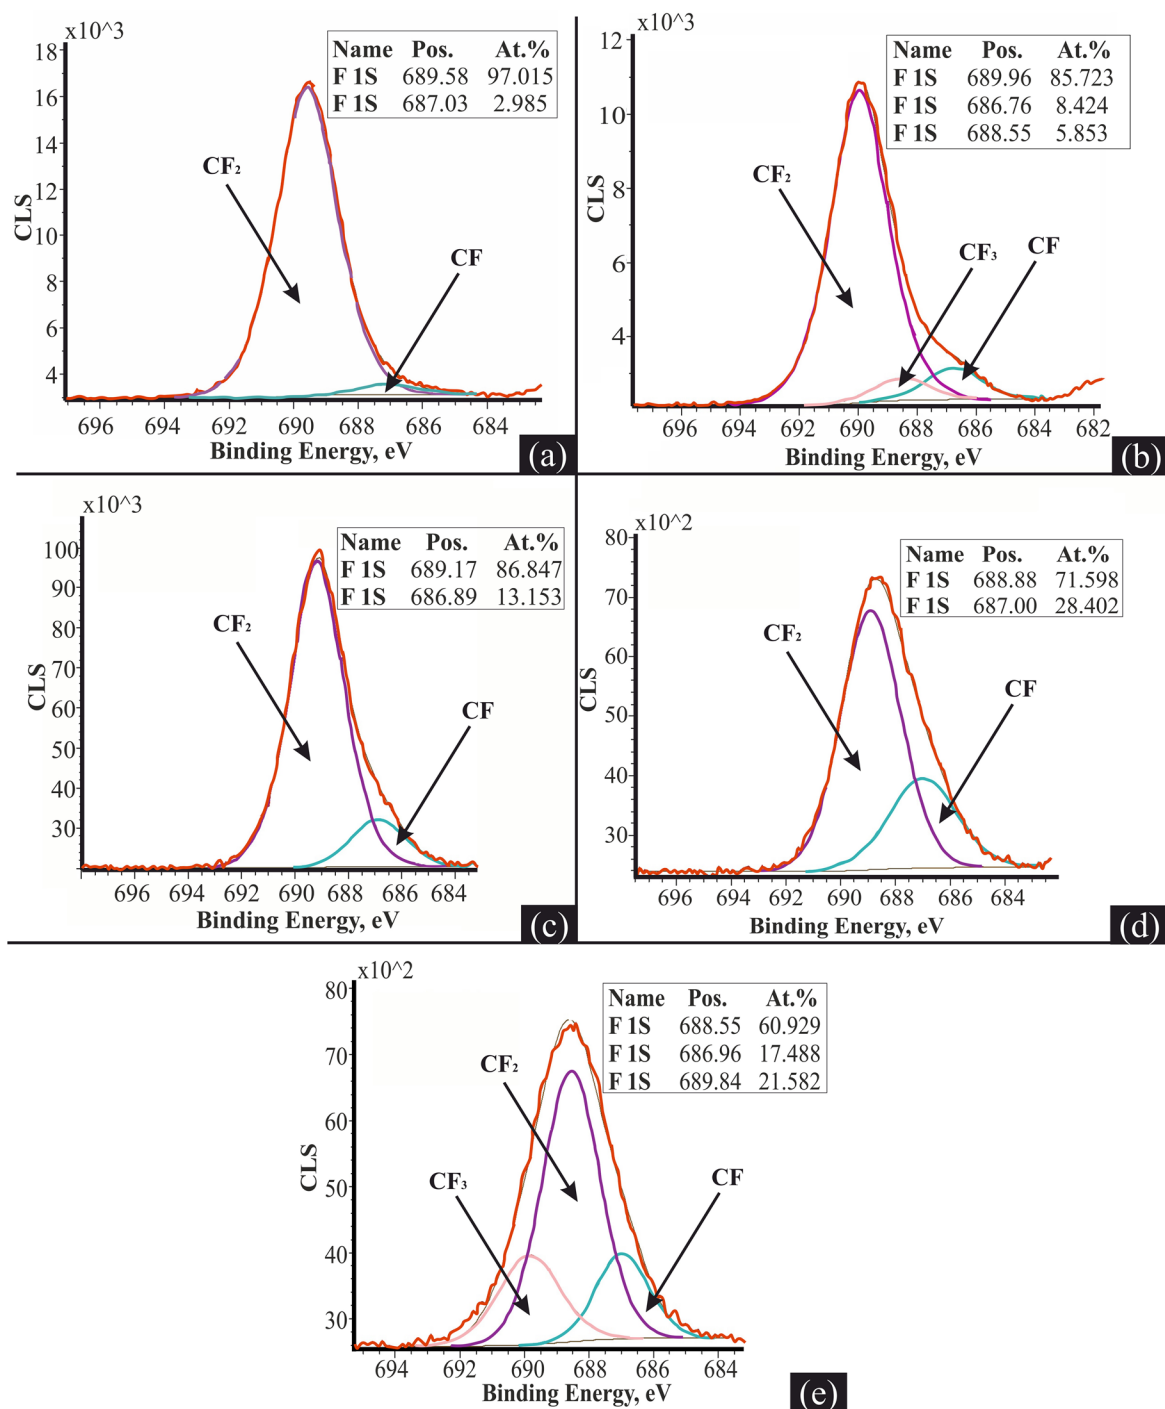 x10^3
Name Pos. At.%
F 1S 689.58 97.015
F 1S 687.03 2.985
18
16
14
12
10
8
6
4
CLS
CF₂
CF
696 694 692 690 688 686 684
Binding Energy, eV
(a)
x10^3
Name Pos. At.%
F 1S 689.96 85.723
F 1S 686.76 8.424
F 1S 688.55 5.853
12
10
8
6
4
CLS
CF₂
CF₃
CF
696 694 692 690 688 686 684 682
Binding Energy, eV
(b)
x10^3
Name Pos. At.%
F 1S 689.17 86.847
F 1S 686.89 13.153
100
90
80
70
60
50
40
30
CLS
CF₂
CF
696 694 692 690 688 686 684
Binding Energy, eV
(c)
x10^2
Name Pos. At.%
F 1S 688.88 71.598
F 1S 687.00 28.402
80
70
60
50
40
30
CLS
CF₂
CF
696 694 692 690 688 686 684
Binding Energy, eV
(d)
x10^2
Name Pos. At.%
F 1S 688.55 60.929
F 1S 686.96 17.488
F 1S 689.84 21.582
80
70
60
50
40
30
CLS
CF₂
CF₃
CF
694 692 690 688 686 684
Binding Energy, eV
(e)